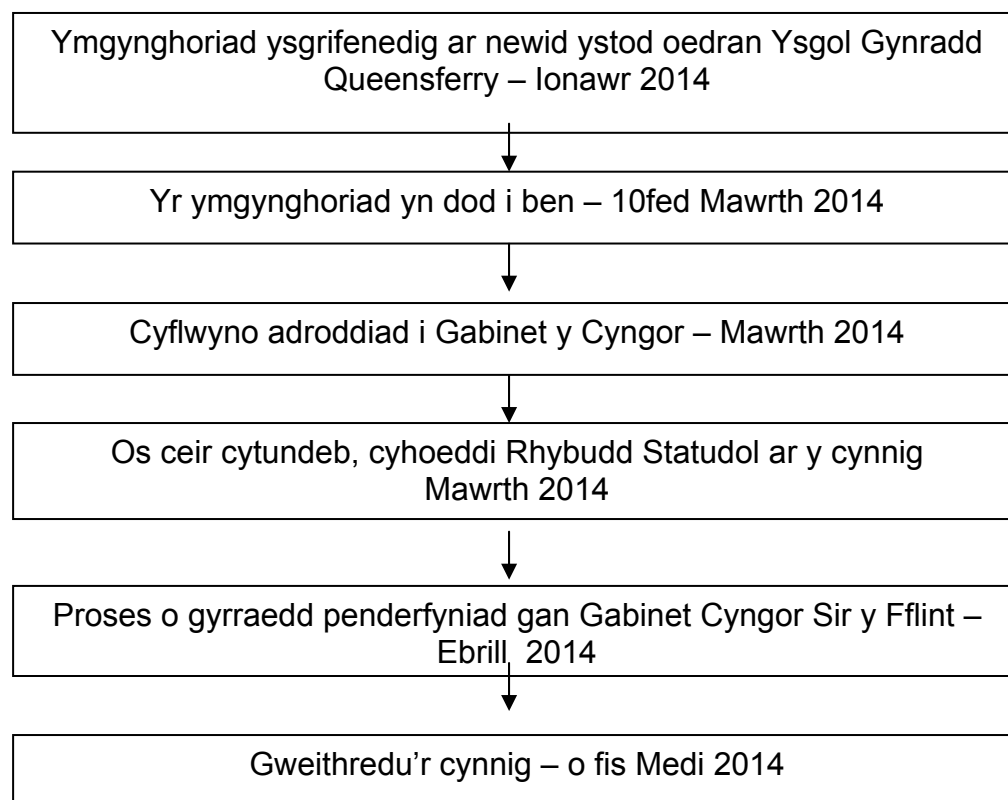 Ymgynghoriad ysgrifenedig ar newid ystod oedran Ysgol Gynradd
Queensferry – Ionawr 2014
Yr ymgynghoriad yn dod i ben – 10fed Mawrth 2014
Cyflwyno adroddiad i Gabinet y Cyngor – Mawrth 2014
Os ceir cytundeb, cyhoeddi Rhybudd Statudol ar y cynnig
Mawrth 2014
Proses o gyrraedd penderfyniad gan Gabinet Cyngor Sir y Fflint –
Ebrill 2014
Gweithredu’r cynnig – o fis Medi 2014